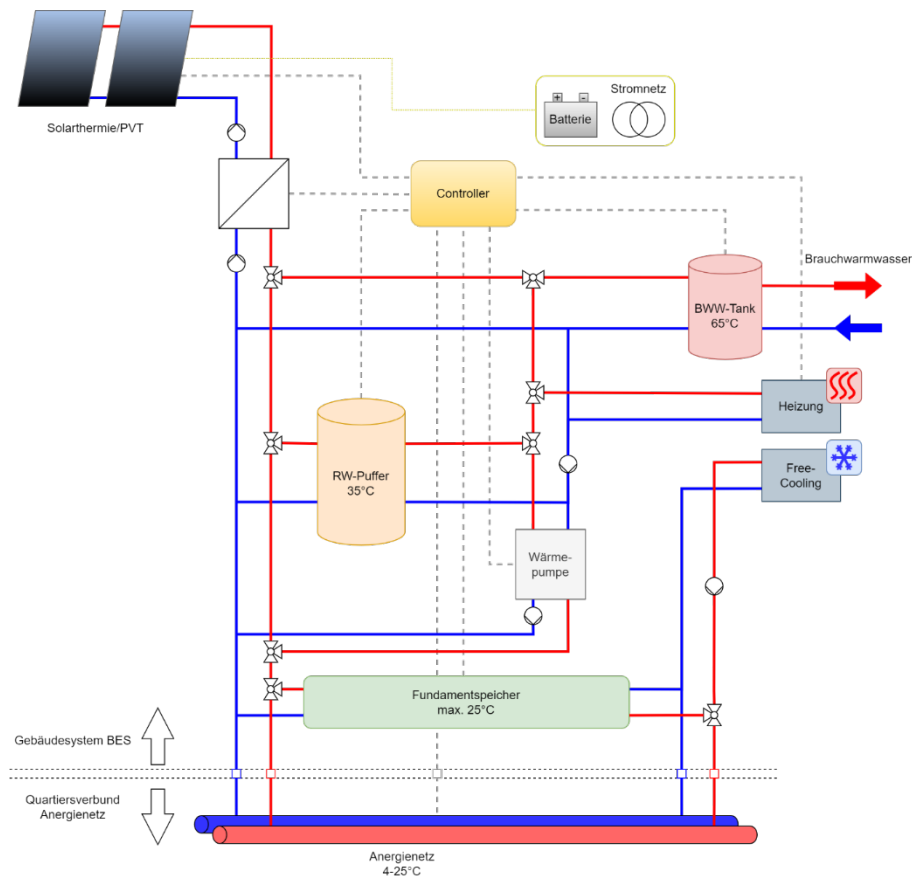 Solarthermie/PVT
Stromnetz
+
-
Batterie
Controller
Brauchwarmwasser
BWW-Tank
65°C
Heizung
RW-Puffer
35°C
Free-
Cooling
Wärme-
pumpe
Fundamentspeicher
max. 25°C
Gebäudesystem BES
Quartiersverbund
Anergienetz
Anergienetz
4-25°C